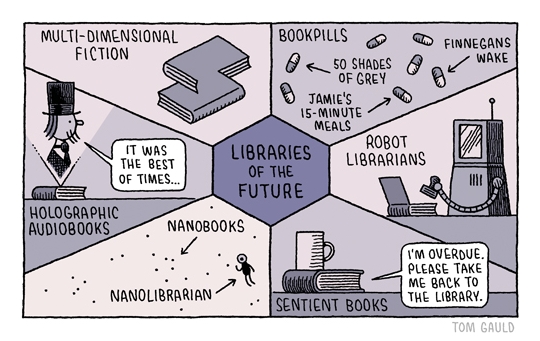 MULTI-DIMENSIONAL
FICTION
BOOKPILLS
50 SHADES
OF GREY
FINNEGANS
WAKE
JAMIE'S
15-MINUTE
MEALS
IT WAS
THE BEST
OF TIMES...
HOLOGRAPHIC
AUDIOBOOKS
LIBRARIES
OF THE
FUTURE
ROBOT
LIBRARIANS
NANOBOOKS
NANOLIBRARIAN
I'M OVERDUE.
PLEASE TAKE
ME BACK TO
THE LIBRARY.
SENTIENT BOOKS
TOM GAULD